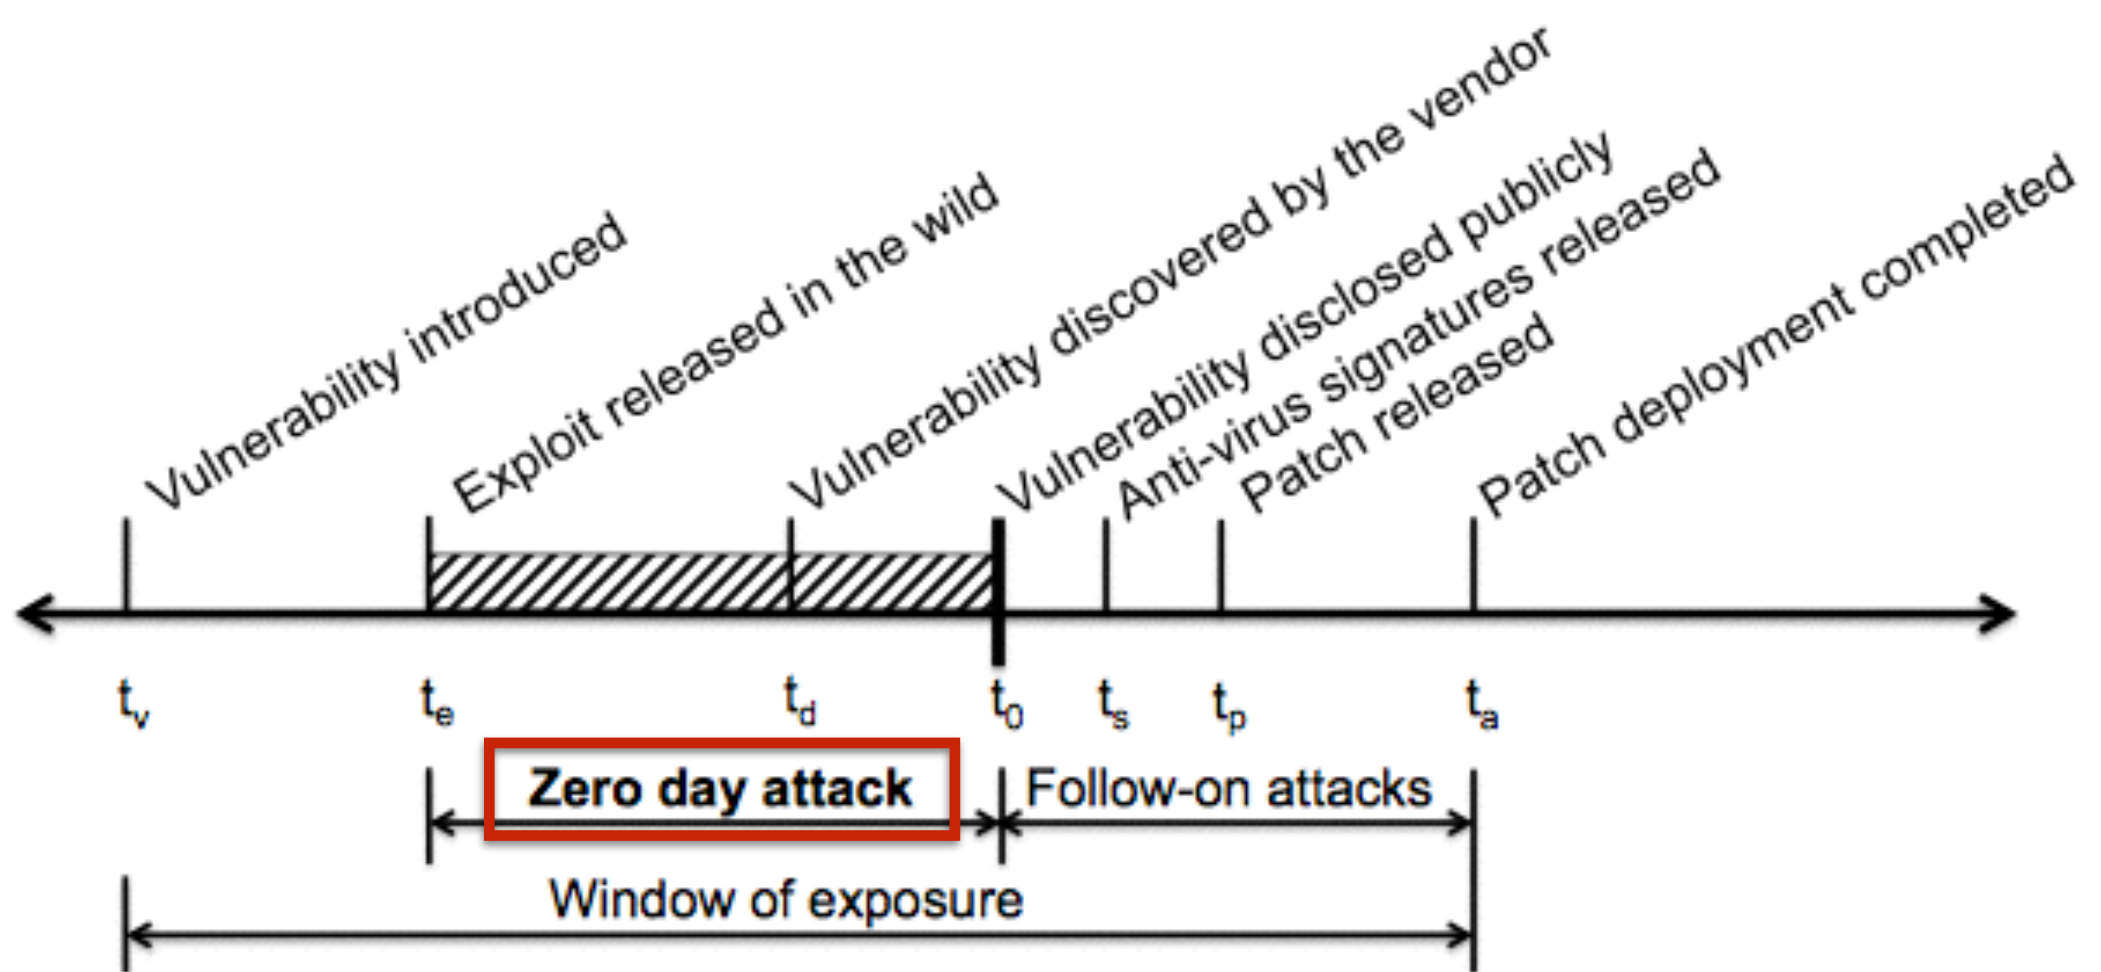 Vulnerability introduced
Exploit released in the wild
Vulnerability discovered by the vendor
Vulnerability disclosed publicly
Anti-virus signatures released
Patch released
Patch deployment completed
tv te td t0 ts tp ta
Zero day attack
Follow-on attacks
Window of exposure